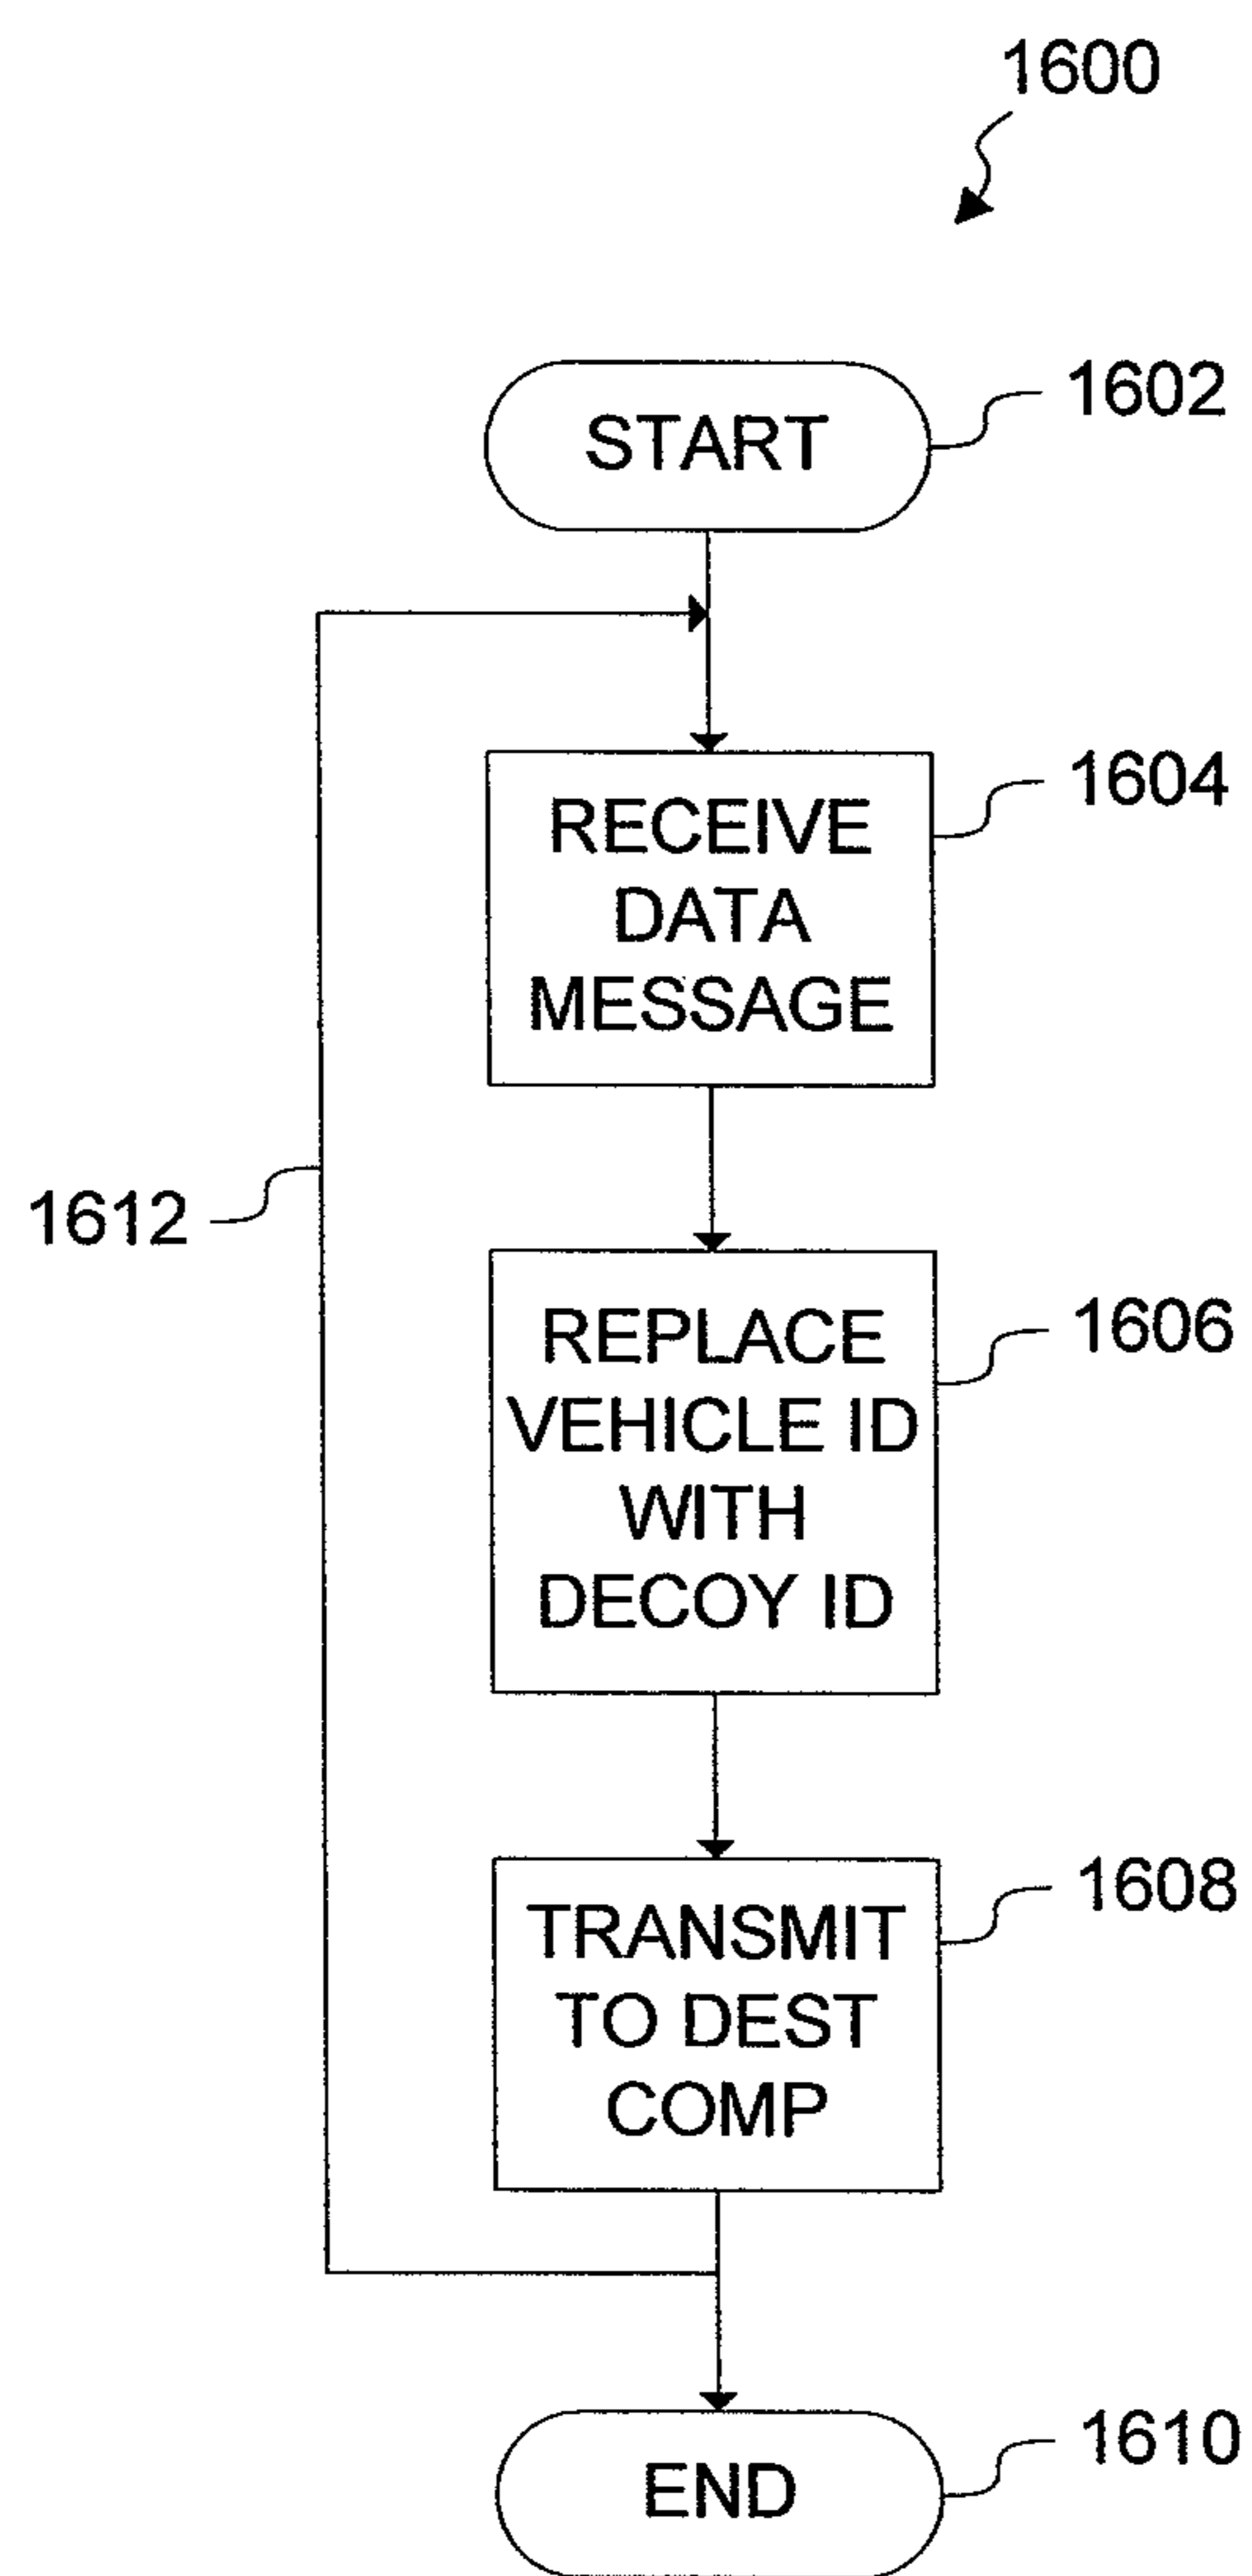 1600
START
1602
RECEIVE
DATA
MESSAGE
1604
1612
REPLACE
VEHICLE ID
WITH
DECOY ID
1606
TRANSMIT
TO DEST
COMP
1608
END
1610